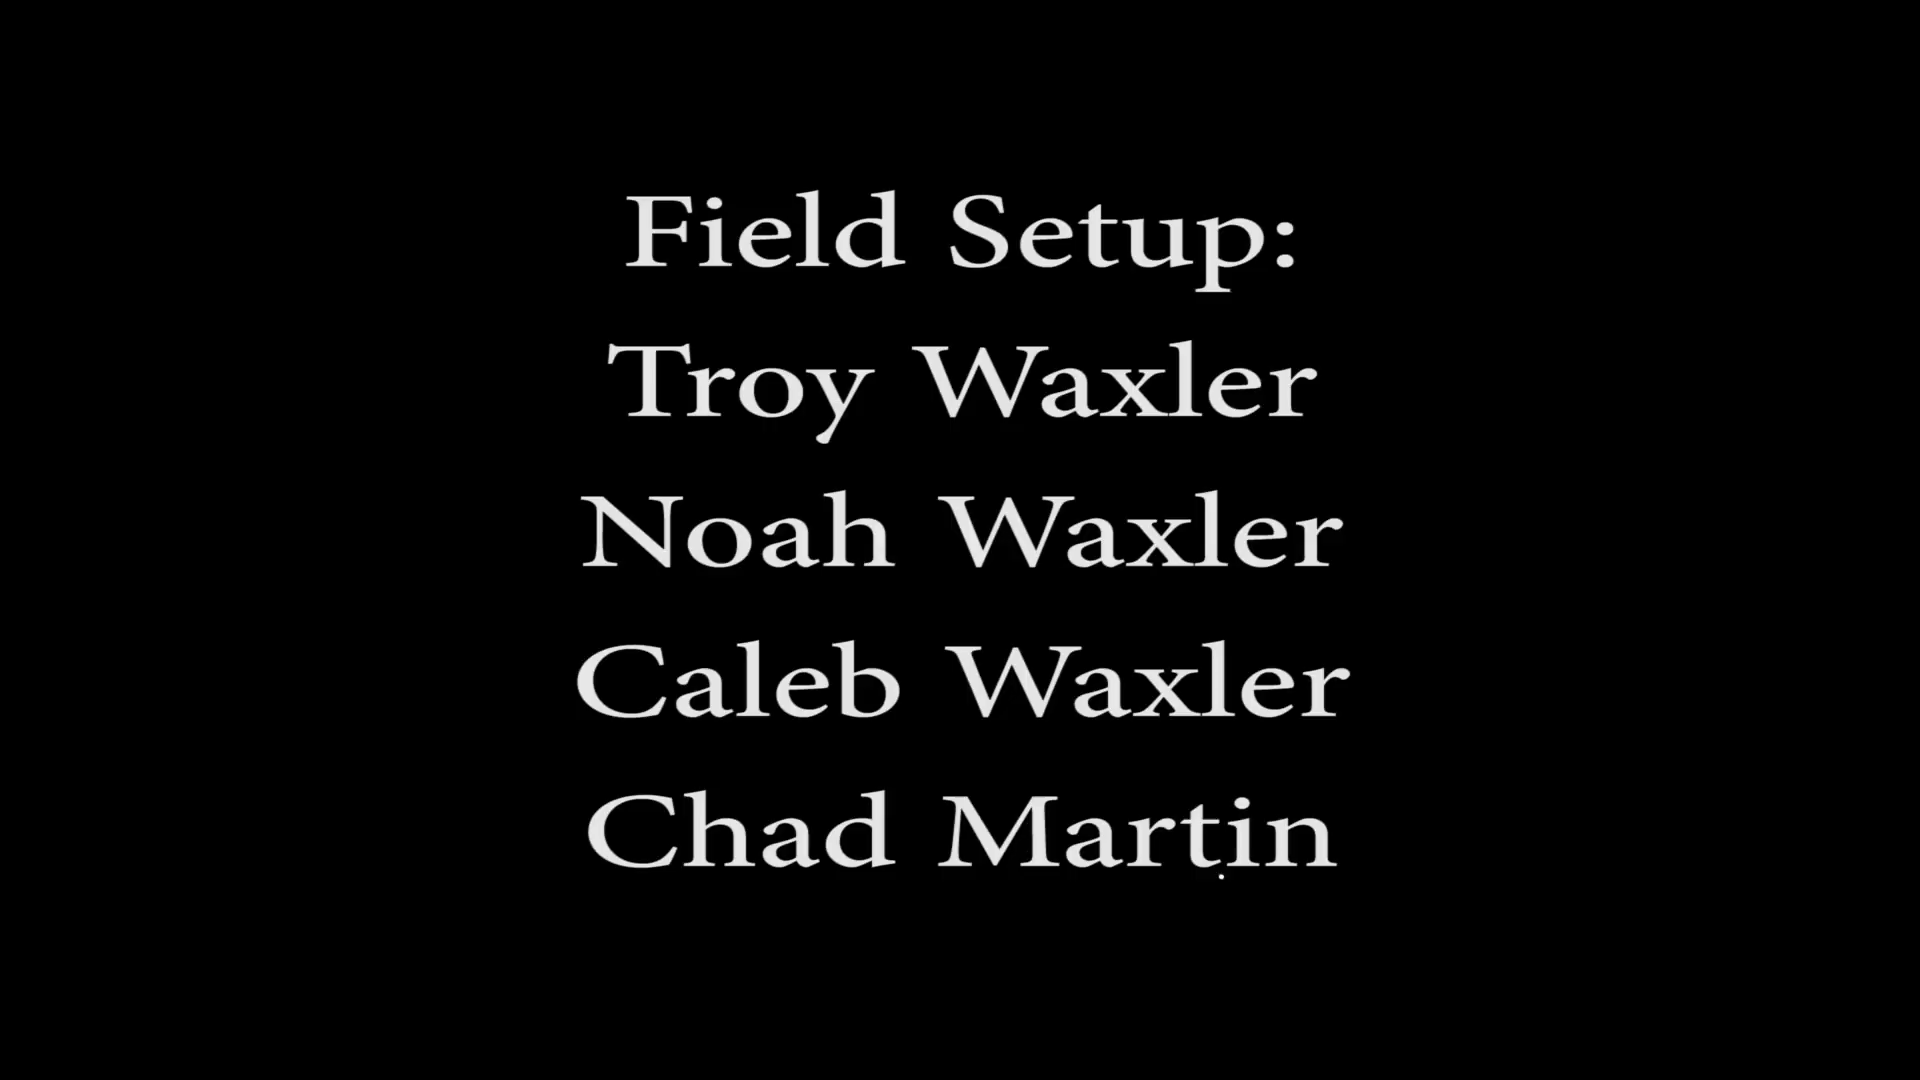 Field Setup:
Troy Waxler
Noah Waxler
Caleb Waxler
Chad Martin